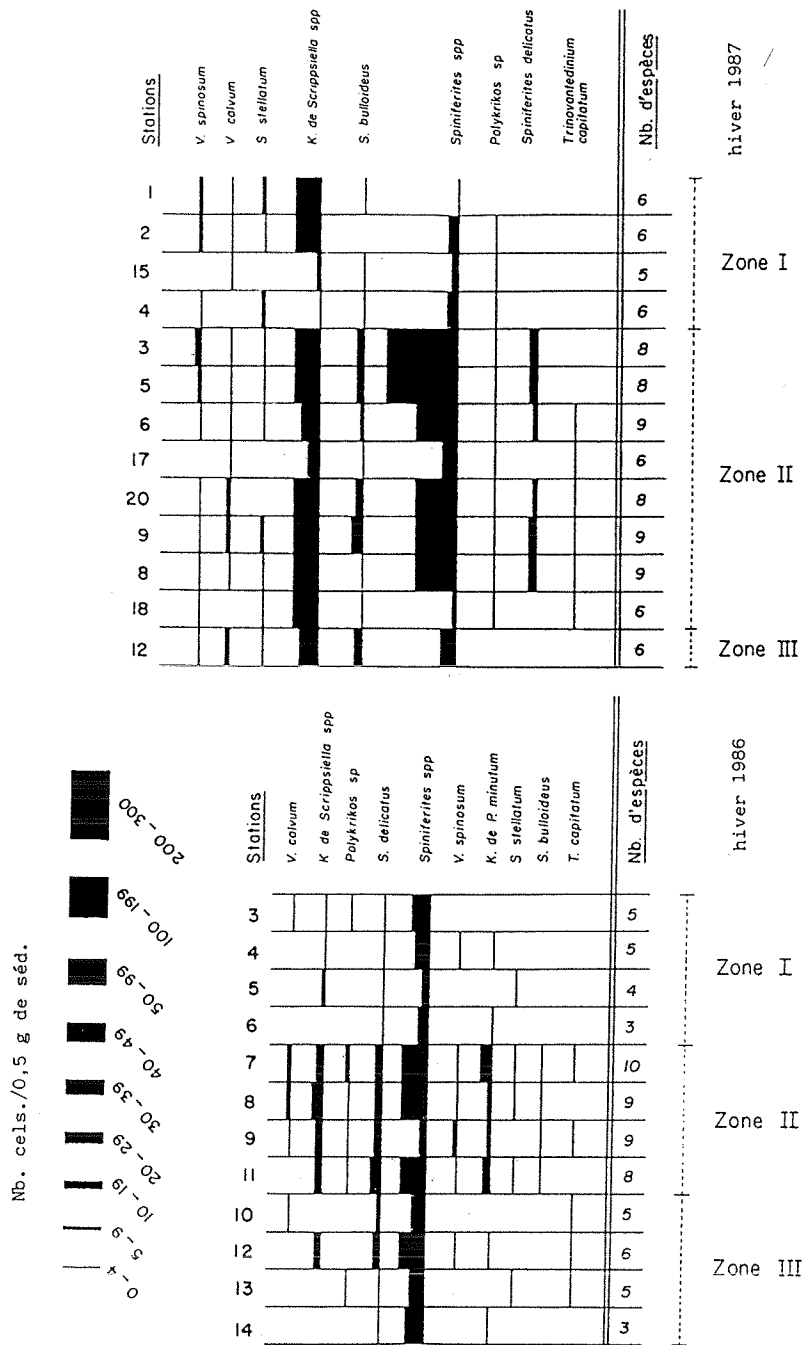 Stations
V. spinosum
V calvum
S stellatum
K. de Scrippsiella spp
S. bulloideus
Spiniferites spp
Polykrikos sp
Spiniferites delicatus
Trinovantedinium capitatum
Nb. d'espèces
hiver 1987
1 6
2 6
15 5
4 6
3 8
5 8
6 9
17 6
20 8
9 9
8 9
18 6
12 6
Zone I
Zone II
Zone III
Stations
V. calvum
K de Scrippsiella spp
Polykrikos sp
S. delicatus
Spiniferites spp
V. spinosum
K. de P. minutum
S stellatum
S. bulloideus
T. capitatum
Nb. d'espèces
hiver 1986
3 5
4 5
5 4
6 3
7 10
8 9
9 9
11 8
10 5
12 6
13 5
14 3
Zone I
Zone II
Zone III
Nb. cels./0,5 g de séd.
200 – 300
100 – 199
50 – 99
40 – 49
30 – 39
20 – 29
10 – 19
5 – 9
0 – 4